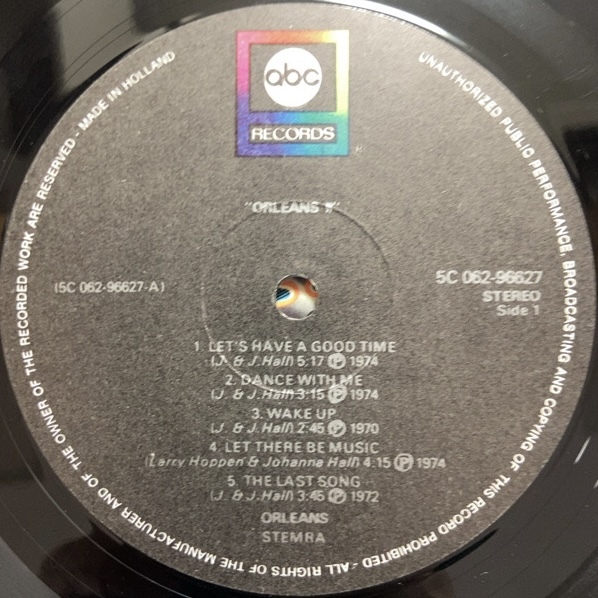 abc
RECORDS
"ORLEANS II"
(5C 062-96627-A)
5C 062-96627
STEREO
Side 1
1. LET'S HAVE A GOOD TIME
(J. & J. Hall) 5:17 Ⓟ 1974
2. DANCE WITH ME
(J. & J. Hall) 3:15 Ⓟ 1974
3. WAKE UP
(J. & J. Hall) 2:45 Ⓟ 1970
4. LET THERE BE MUSIC
(Larry Hoppen & Johanna Hall) 4:15 Ⓟ 1974
5. THE LAST SONG
(J. & J. Hall) 3:45 Ⓟ 1972
ORLEANS
STEMRA
UNAUTHORIZED PUBLIC PERFORMANCE, BROADCASTING AND COPYING OF THIS RECORD PROHIBITED - ALL RIGHTS OF THE MANUFACTURER AND OF THE OWNER OF THE RECORDED WORK ARE RESERVED - MADE IN HOLLAND